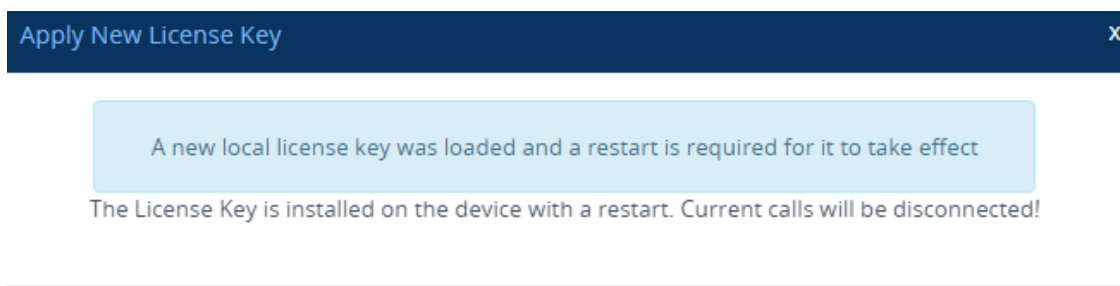 Apply New License Key
X
A new local license key was loaded and a restart is required for it to take effect
The License Key is installed on the device with a restart. Current calls will be disconnected!